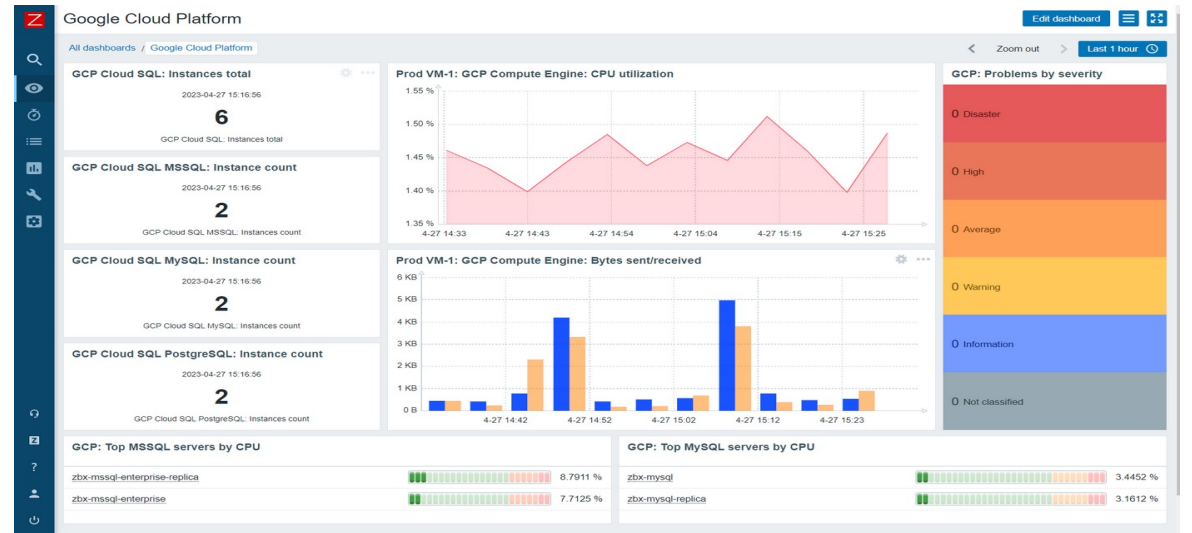 Z
Google Cloud Platform
Edit dashboard
All dashboards / Google Cloud Platform
Zoom out
Last 1 hour
GCP Cloud SQL: Instances total
2023-04-27 15:16:56
6
GCP Cloud SQL: Instances total
GCP Cloud SQL MSSQL: Instance count
2023-04-27 15:16:56
2
GCP Cloud SQL MSSQL: Instances count
GCP Cloud SQL MySQL: Instance count
2023-04-27 15:16:56
2
GCP Cloud SQL MySQL: Instances count
GCP Cloud SQL PostgreSQL: Instance count
2023-04-27 15:16:56
2
GCP Cloud SQL PostgreSQL: Instances count
Prod VM-1: GCP Compute Engine: CPU utilization
1.55 %
1.50 %
1.45 %
1.40 %
1.35 %
4-27 14:33 4-27 14:43 4-27 14:54 4-27 15:04 4-27 15:15 4-27 15:25
Prod VM-1: GCP Compute Engine: Bytes sent/received
6 KB
5 KB
4 KB
3 KB
2 KB
1 KB
0 B
4-27 14:42 4-27 14:52 4-27 15:02 4-27 15:12 4-27 15:23
GCP: Problems by severity
0 Disaster
0 High
0 Average
0 Warning
0 Information
0 Not classified
GCP: Top MSSQL servers by CPU
zbx-mssql-enterprise-replica 8.7911 %
zbx-mssql-enterprise 7.7125 %
GCP: Top MySQL servers by CPU
zbx-mysql 3.4452 %
zbx-mysql-replica 3.1612 %
Z
?